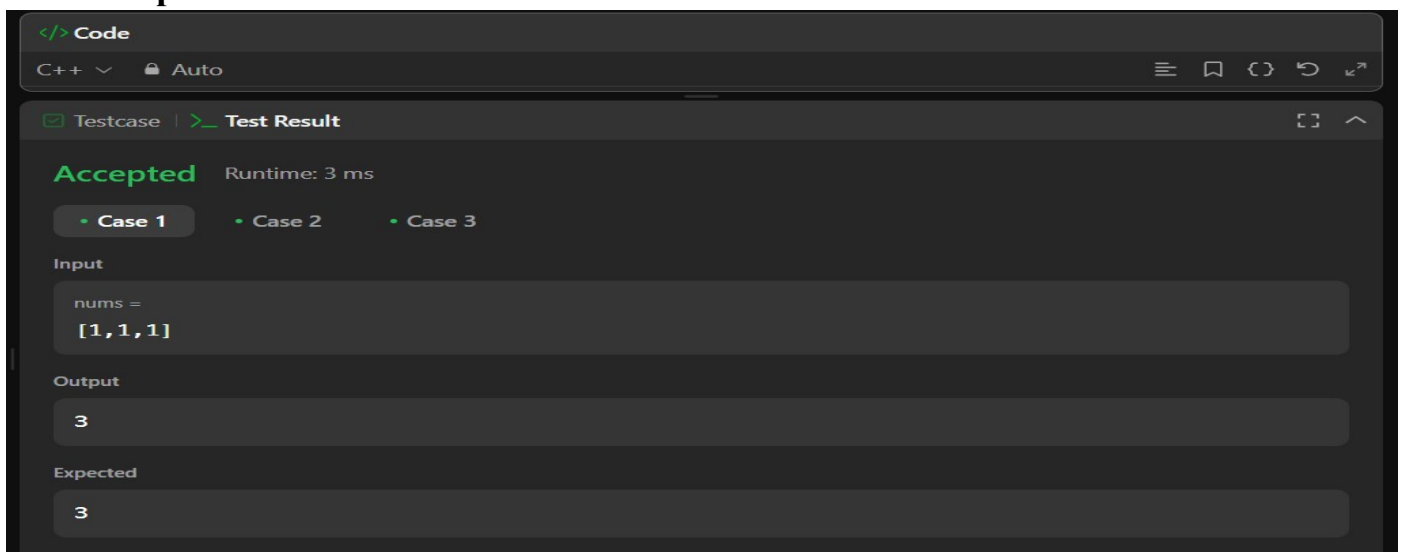 </> Code
C++ Auto
Testcase | >_ Test Result
Accepted Runtime: 3 ms
• Case 1 • Case 2 • Case 3
Input
nums =
[1,1,1]
Output
3
Expected
3